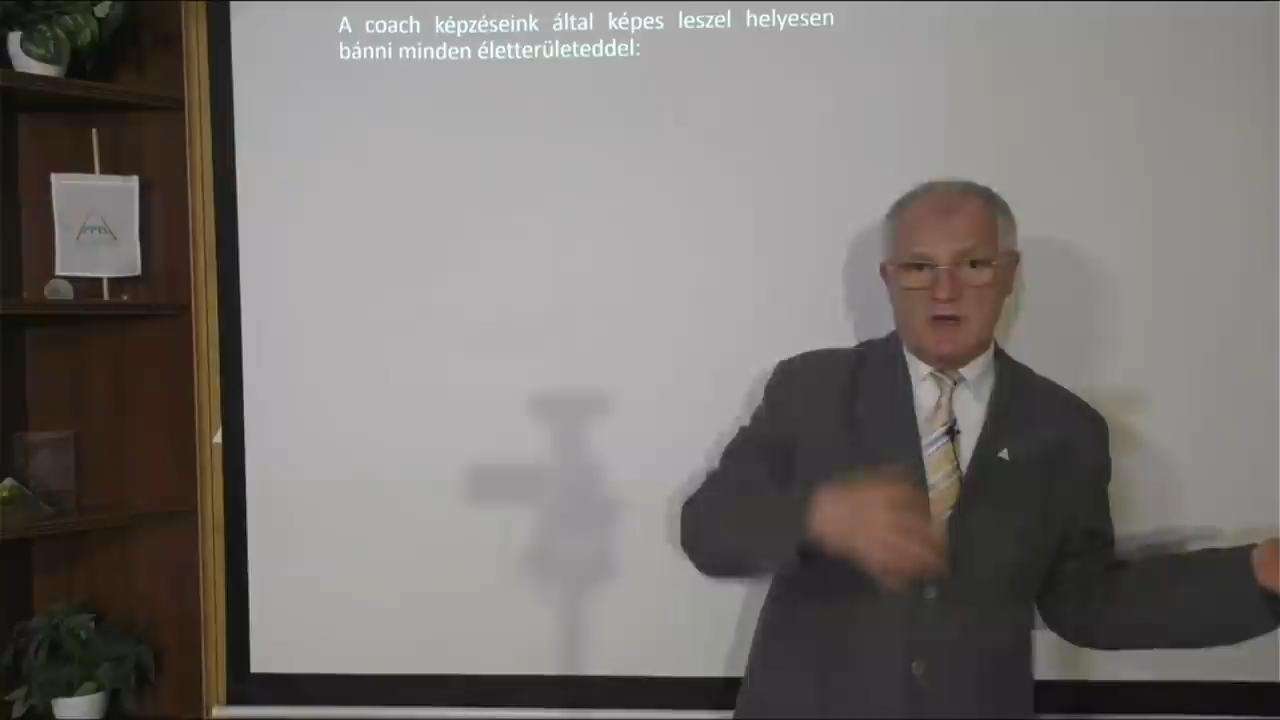 A coach képzéseink által képes leszel helyesen
bánni minden életterületeddel: